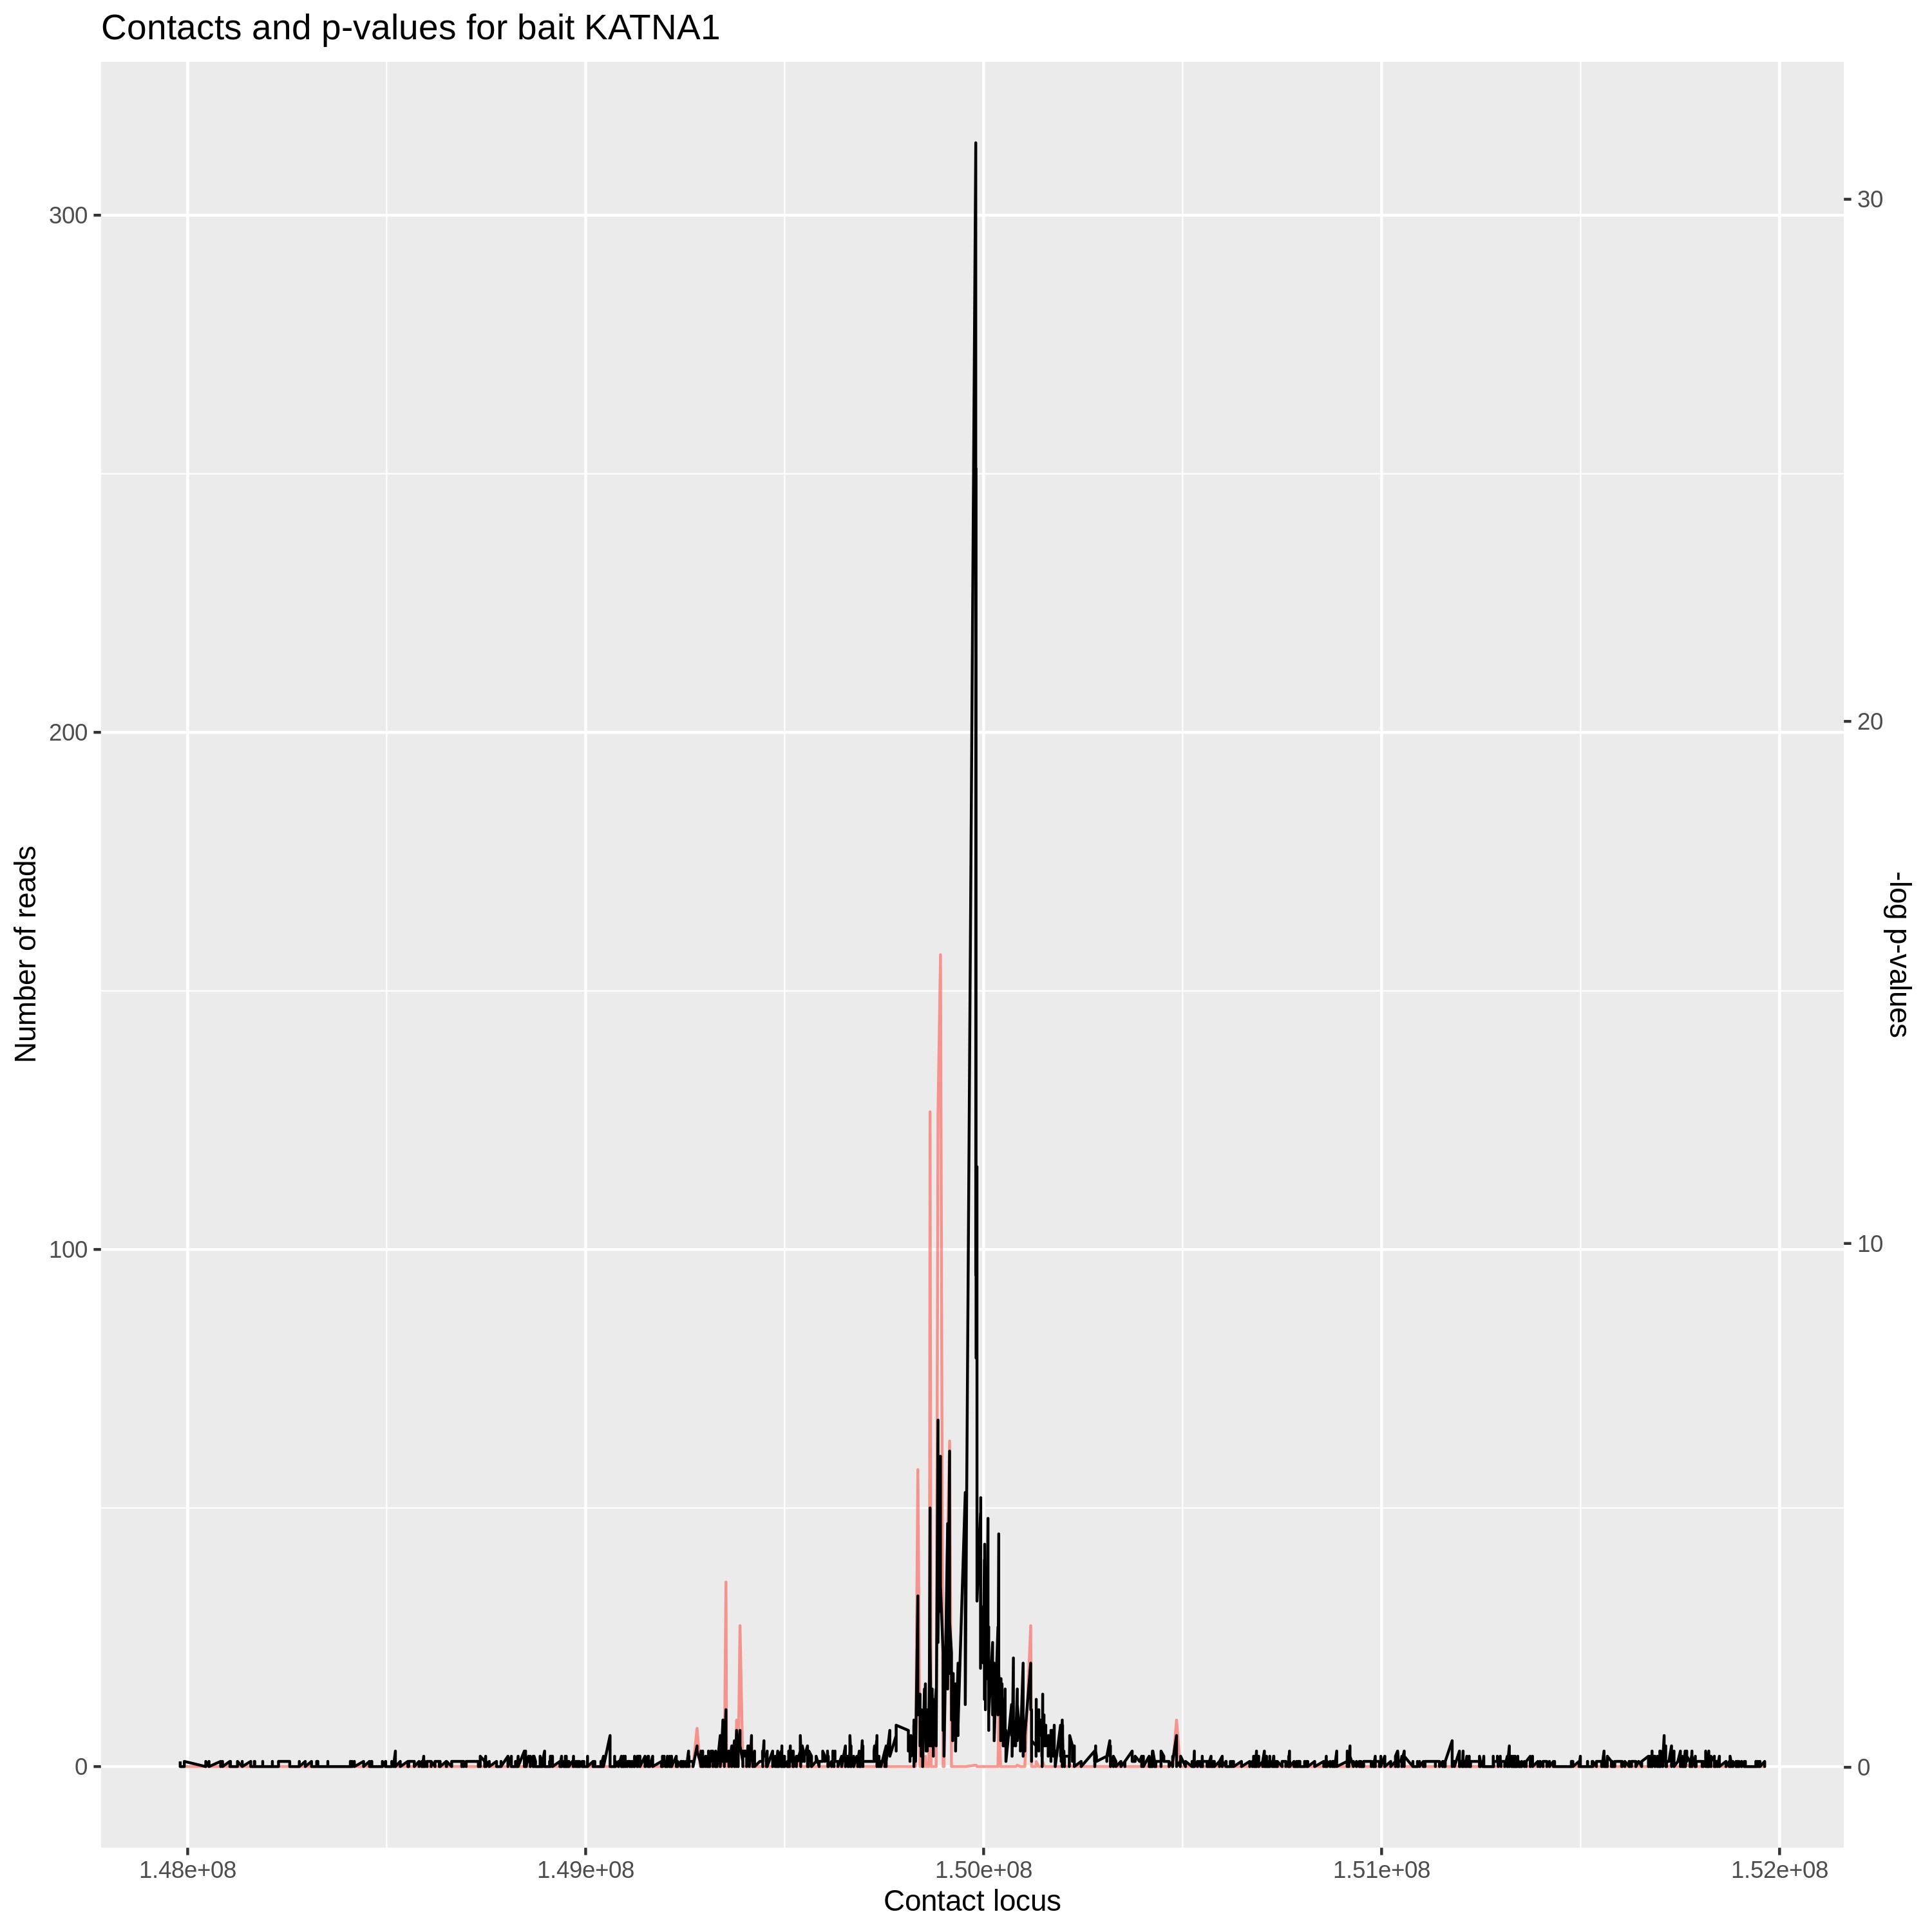 Contacts and p-values for bait KATNA1
300
200
100
0
Number of reads
30
20
10
0
-log p-values
1.48e+08
1.49e+08
1.50e+08
1.51e+08
1.52e+08
Contact locus